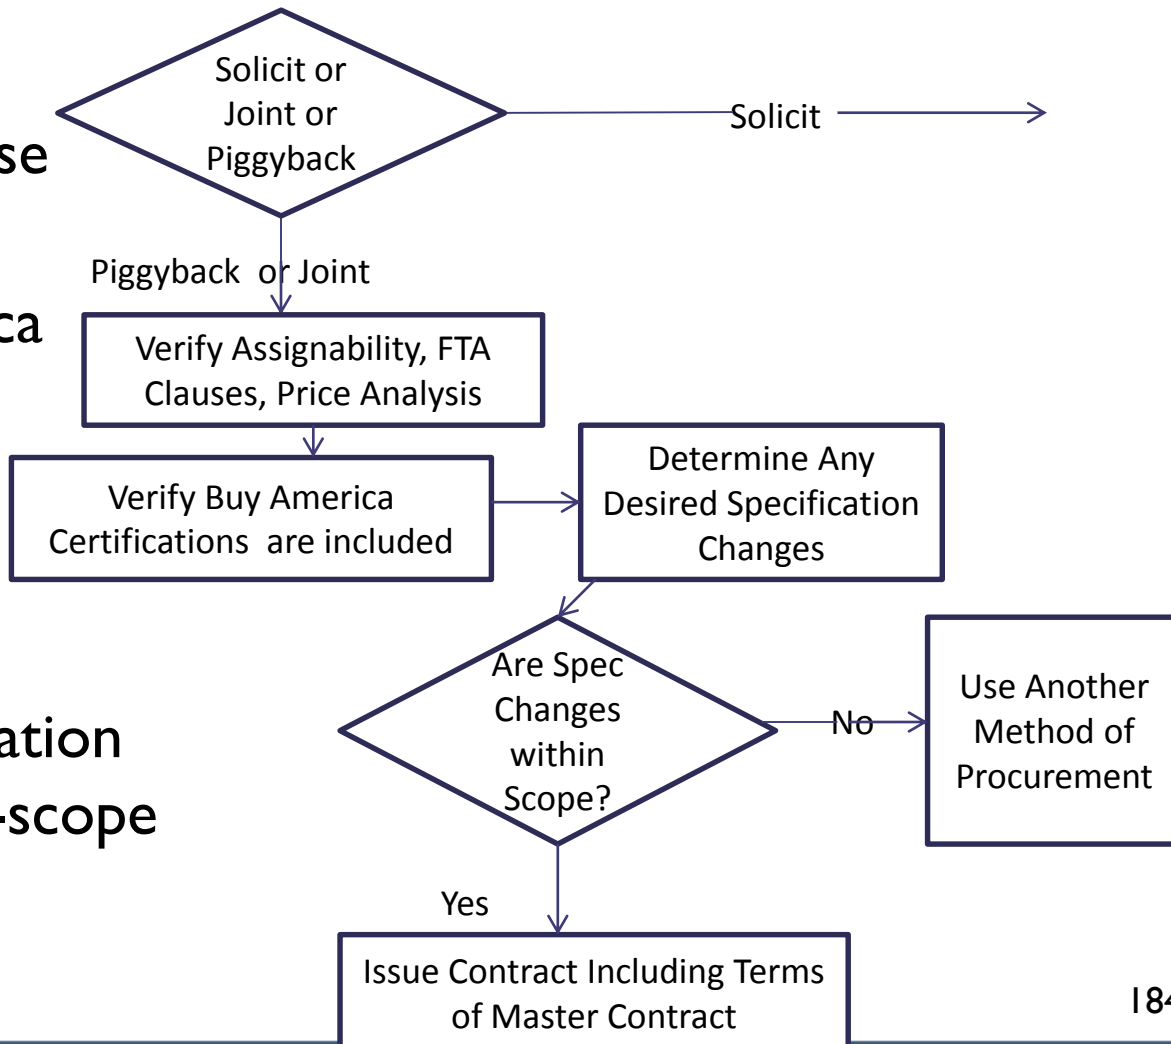 Solicit or
Joint or
Piggyback
Solicit
se
Piggyback or Joint
ca
Verify Assignability, FTA
Clauses, Price Analysis
Verify Buy America
Certifications are included
Determine Any
Desired Specification
Changes
Are Spec
Changes
within
Scope?
No
Use Another
Method of
Procurement
ation
-scope
Yes
Issue Contract Including Terms
of Master Contract
184